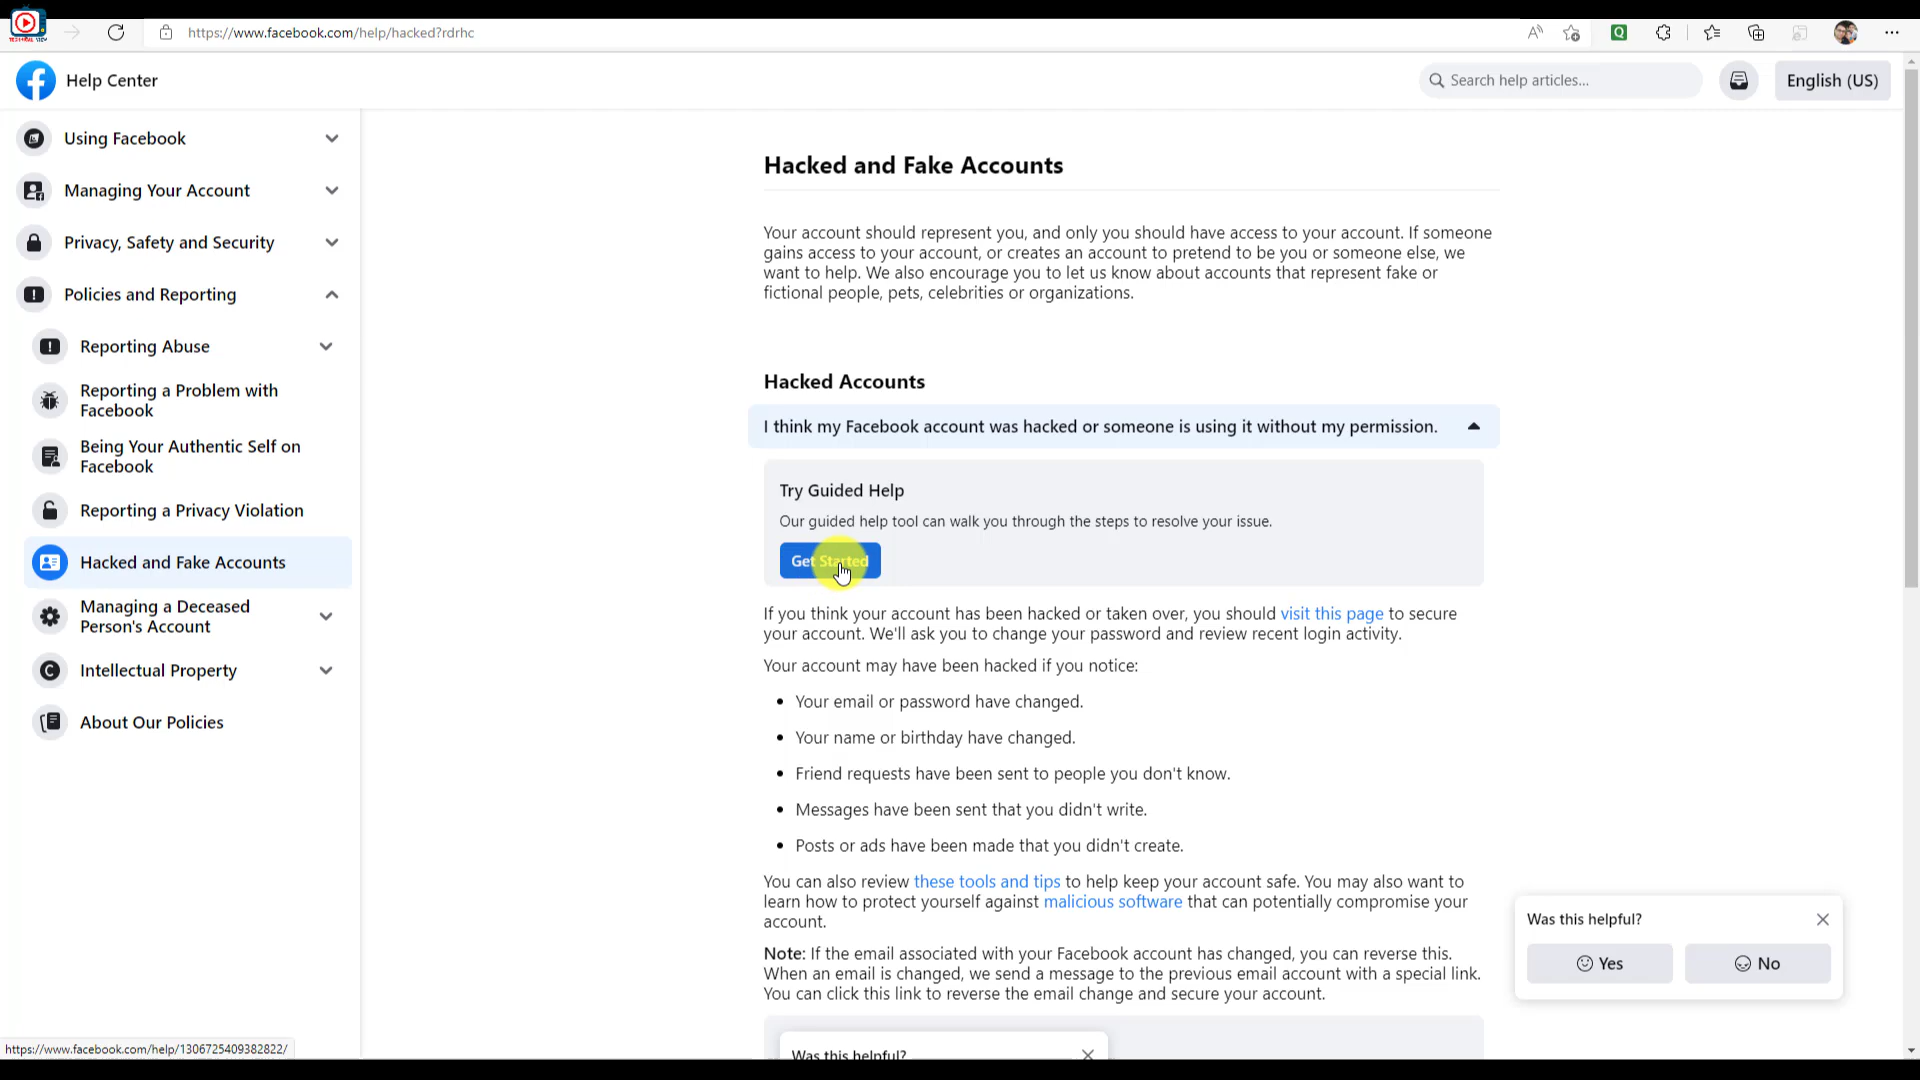 https://www.facebook.com/help/hacked?rdrhc
Help Center
Search help articles...
English (US)
Using Facebook
Managing Your Account
Privacy, Safety and Security
Policies and Reporting
Reporting Abuse
Reporting a Problem with
Facebook
Being Your Authentic Self on
Facebook
Reporting a Privacy Violation
Hacked and Fake Accounts
Managing a Deceased
Person's Account
Intellectual Property
About Our Policies
Hacked and Fake Accounts
Your account should represent you, and only you should have access to your account. If someone
gains access to your account, or creates an account to pretend to be you or someone else, we
want to help. We also encourage you to let us know about accounts that represent fake or
fictional people, pets, celebrities or organizations.
Hacked Accounts
I think my Facebook account was hacked or someone is using it without my permission.
Try Guided Help
Our guided help tool can walk you through the steps to resolve your issue.
Get Started
If you think your account has been hacked or taken over, you should visit this page to secure
your account. We'll ask you to change your password and review recent login activity.
Your account may have been hacked if you notice:
• Your email or password have changed.
• Your name or birthday have changed.
• Friend requests have been sent to people you don't know.
• Messages have been sent that you didn't write.
• Posts or ads have been made that you didn't create.
You can also review these tools and tips to help keep your account safe. You may also want to
learn how to protect yourself against malicious software that can potentially compromise your
account.
Note: If the email associated with your Facebook account has changed, you can reverse this.
When an email is changed, we send a message to the previous email account with a special link.
You can click this link to reverse the email change and secure your account.
Was this helpful?
Was this helpful?
Yes
No
https://www.facebook.com/help/1306725409382822/